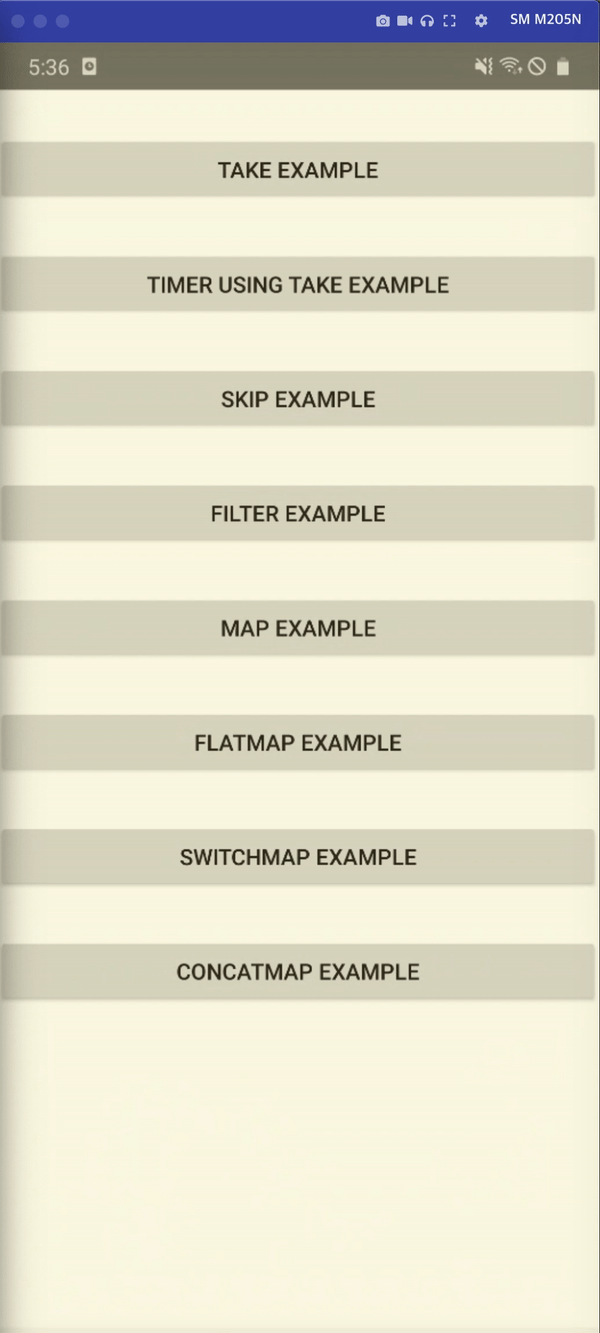 SM M205N
5:36
TAKE EXAMPLE
TIMER USING TAKE EXAMPLE
SKIP EXAMPLE
FILTER EXAMPLE
MAP EXAMPLE
FLATMAP EXAMPLE
SWITCHMAP EXAMPLE
CONCATMAP EXAMPLE